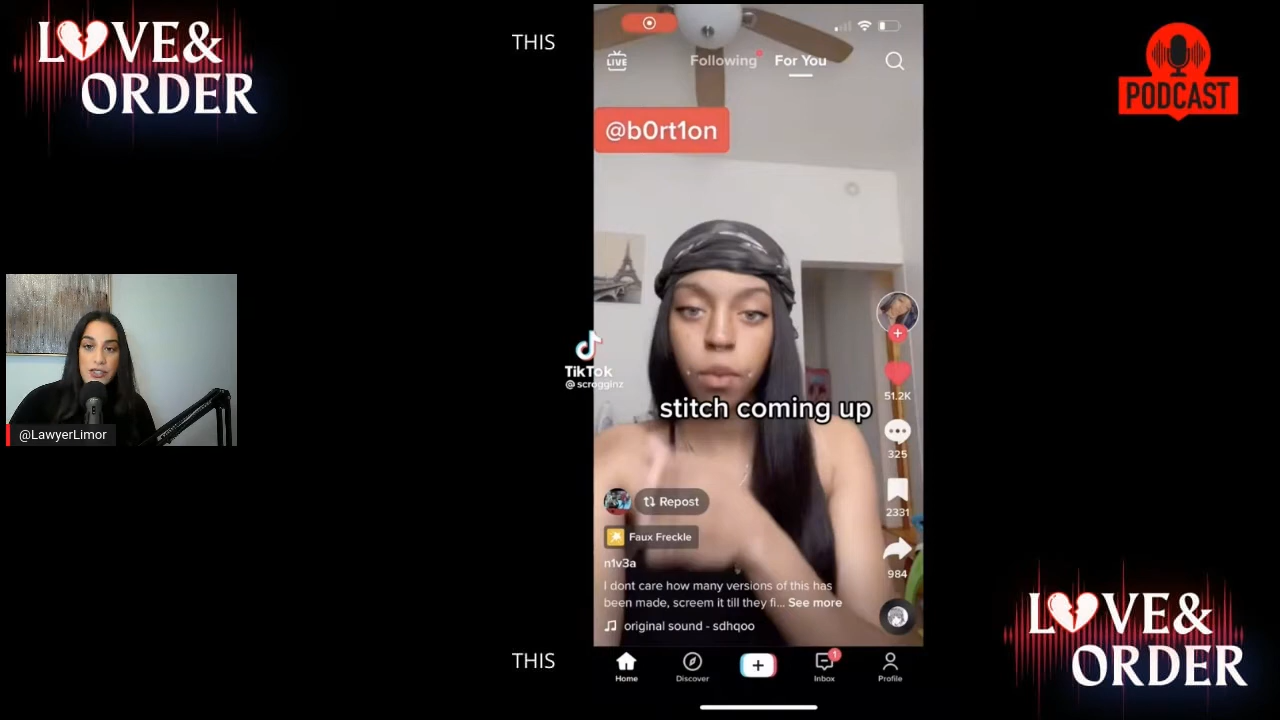 LOVE&
ORDER
THIS
LIVE
Following
For You
@b0rt1on
PODCAST
TikTok
@scrogginz
stitch coming up
51.2K
325
2331
984
@LawyerLimor
Repost
Faux Freckle
n1v3a
I dont care how many versions of this has
been made, screem it till they fi... See more
original sound - sdhqoo
THIS
Home
Discover
1
Inbox
Profile
LOVE&
ORDER